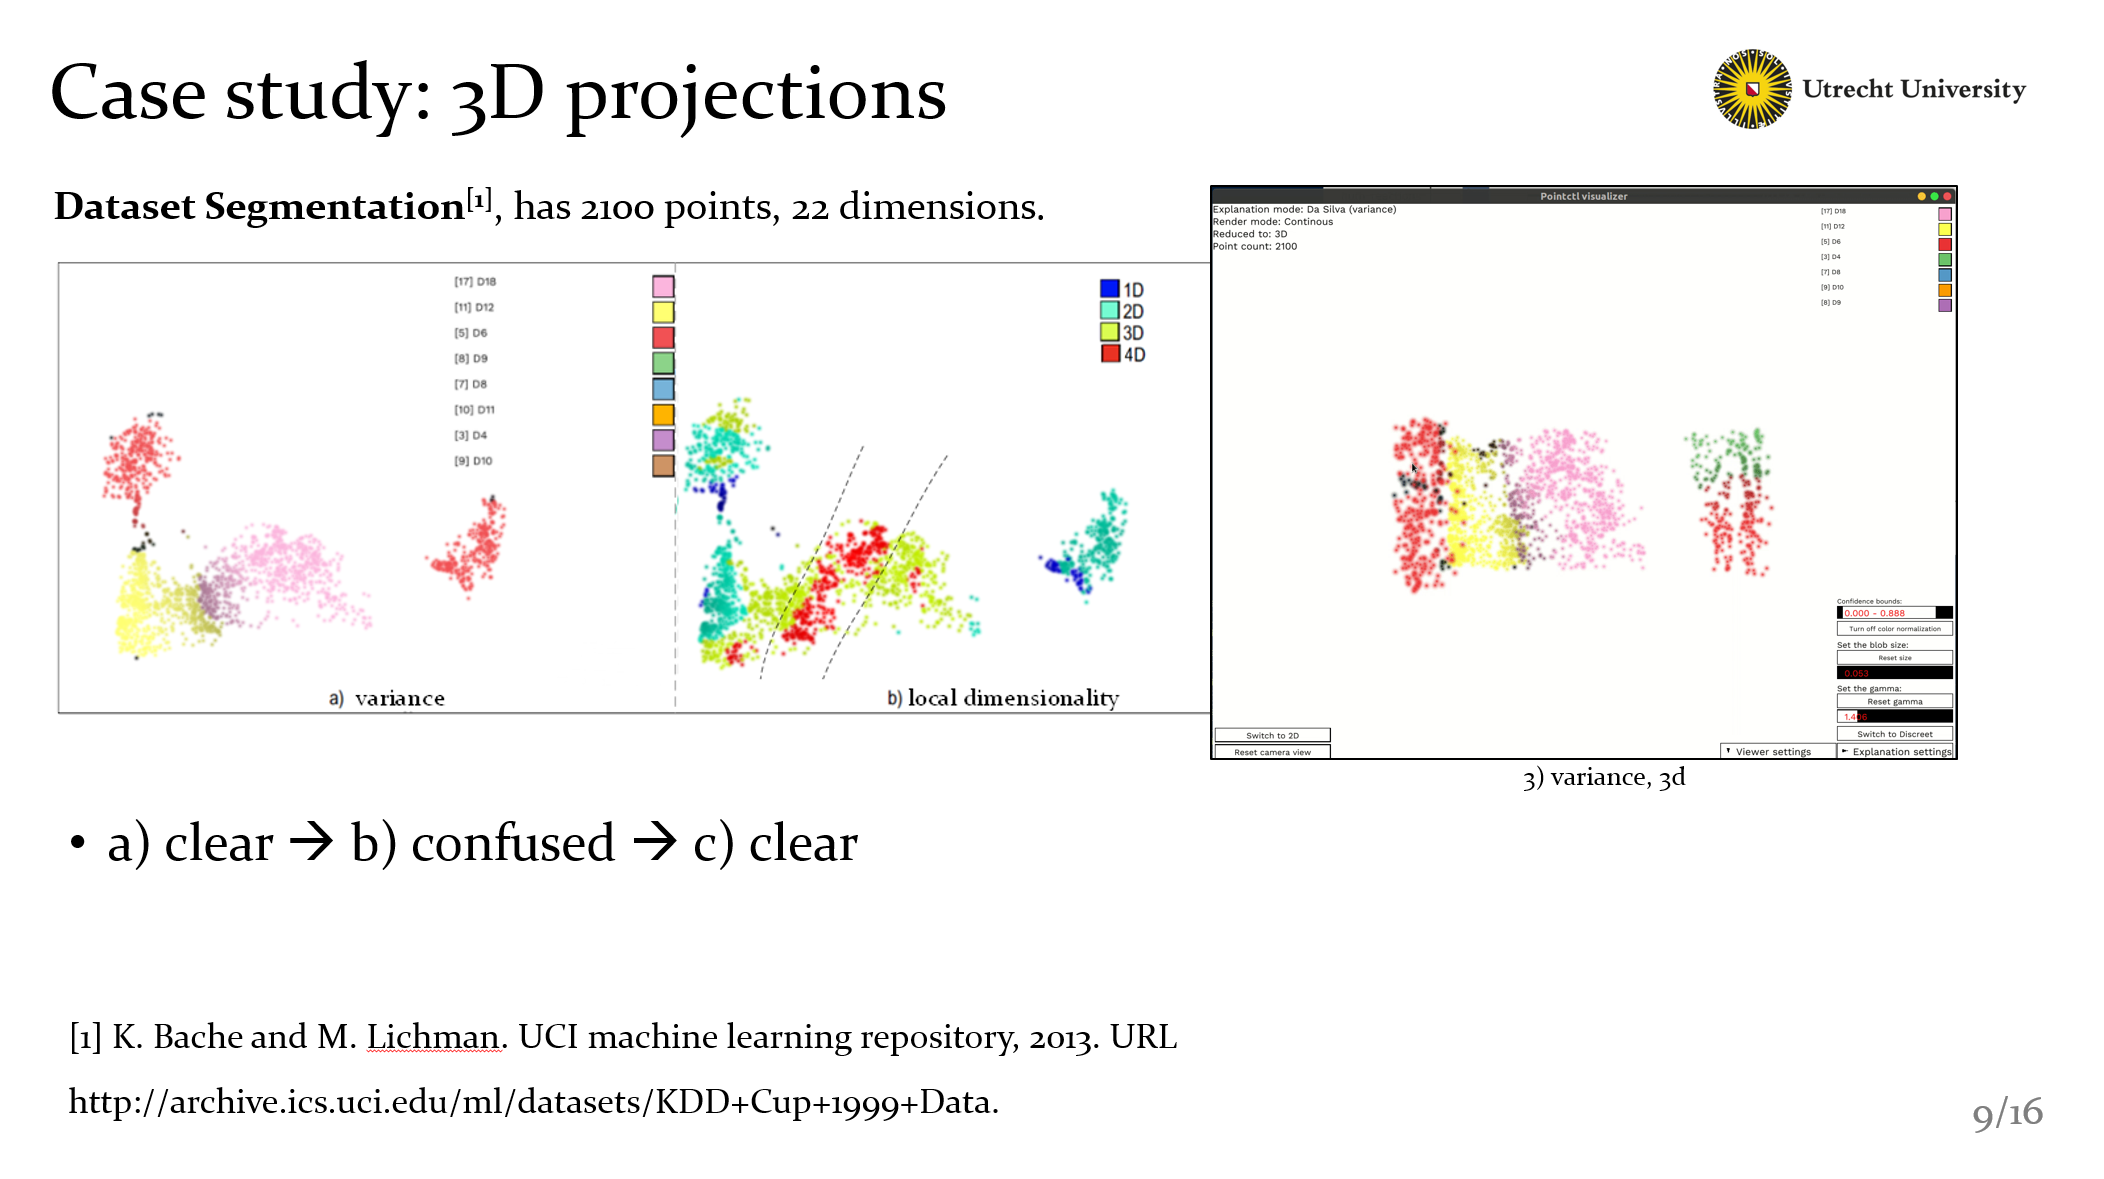 Case study: 3D projections
Utrecht University
Dataset Segmentation[1], has 2100 points, 22 dimensions.
[17] D18
[11] D12
[5] D6
[8] D9
[7] D8
[10] D11
[3] D4
[9] D10
a) variance
1D
2D
3D
4D
b) local dimensionality
Pointctl visualizer
Explanation mode: Da Silva (variance)
Render mode: Continous
Reduced to: 3D
Point count: 2100
[17] D18
[11] D12
[5] D6
[3] D4
[7] D8
[9] D10
[8] D9
Confidence bounds:
0.000 - 0.888
Turn off color normalization
Set the blob size:
Reset size
0.053
Set the gamma:
Reset gamma
Switch to Discreet
Switch to 2D
Reset camera view
Viewer settings
Explanation settings
3) variance, 3d
• a) clear → b) confused → c) clear
[1] K. Bache and M. Lichman. UCI machine learning repository, 2013. URL
http://archive.ics.uci.edu/ml/datasets/KDD+Cup+1999+Data.
9/16